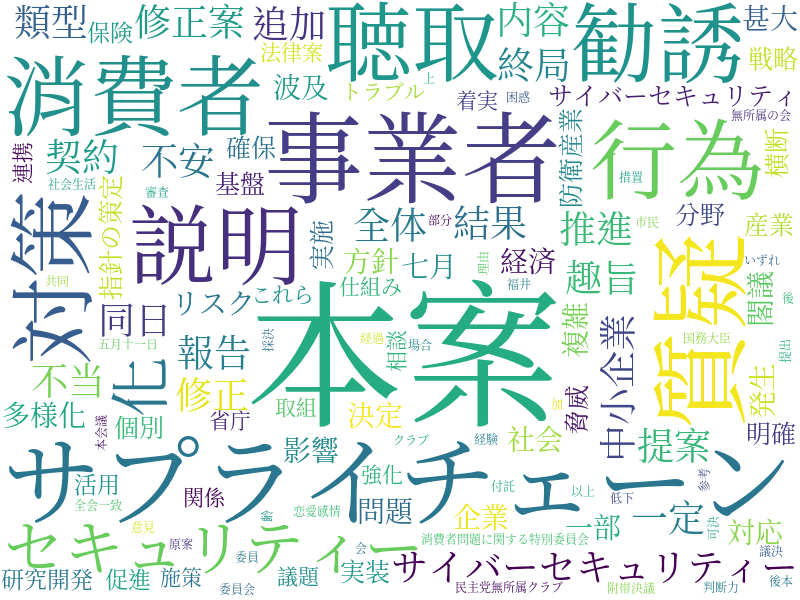 類型
保険
修正案
追加
聴取
内容
勧誘
甚大
消費者
法律案
終局
戦略
波及
トラブル
上
着実
困惑
サイバーセキュリティ
無所属の会
連携
契約
不安
確保
事業者
防衛産業
行為
横断
社会生活
審査
基盤
措置
対策
指針の策定
説明
実施
全体
部分
結果
推進
分野
市民
産業
方針
七月
理由
経済
趣旨
質疑
いずれ
共同
リスク
これら
仕組み
福井
閣議
後
同日
本案
複雑
中小企業
五月十一日
報告
採決
経過
相談
場合
国務大臣
提出
不当
化
修正
発生
多様化
個別
省庁
取組
決定
脅威
加
本会議
影響
クラブ
経験
社会
提案
明確
サプライチェーン
活用
全会一致
関係
強化
付託
以上
低下
参考
意見
齢
恋愛感情
問題
企業
一部
一定
可決
対応
セキュリティー
原案
委員
会
消費者問題に関する特別委員会
議決
研究開発
促進
施策
委員会
議題
実装
サイバーセキュリティー
民主党無所属クラブ
附帯決議
判断力
後本